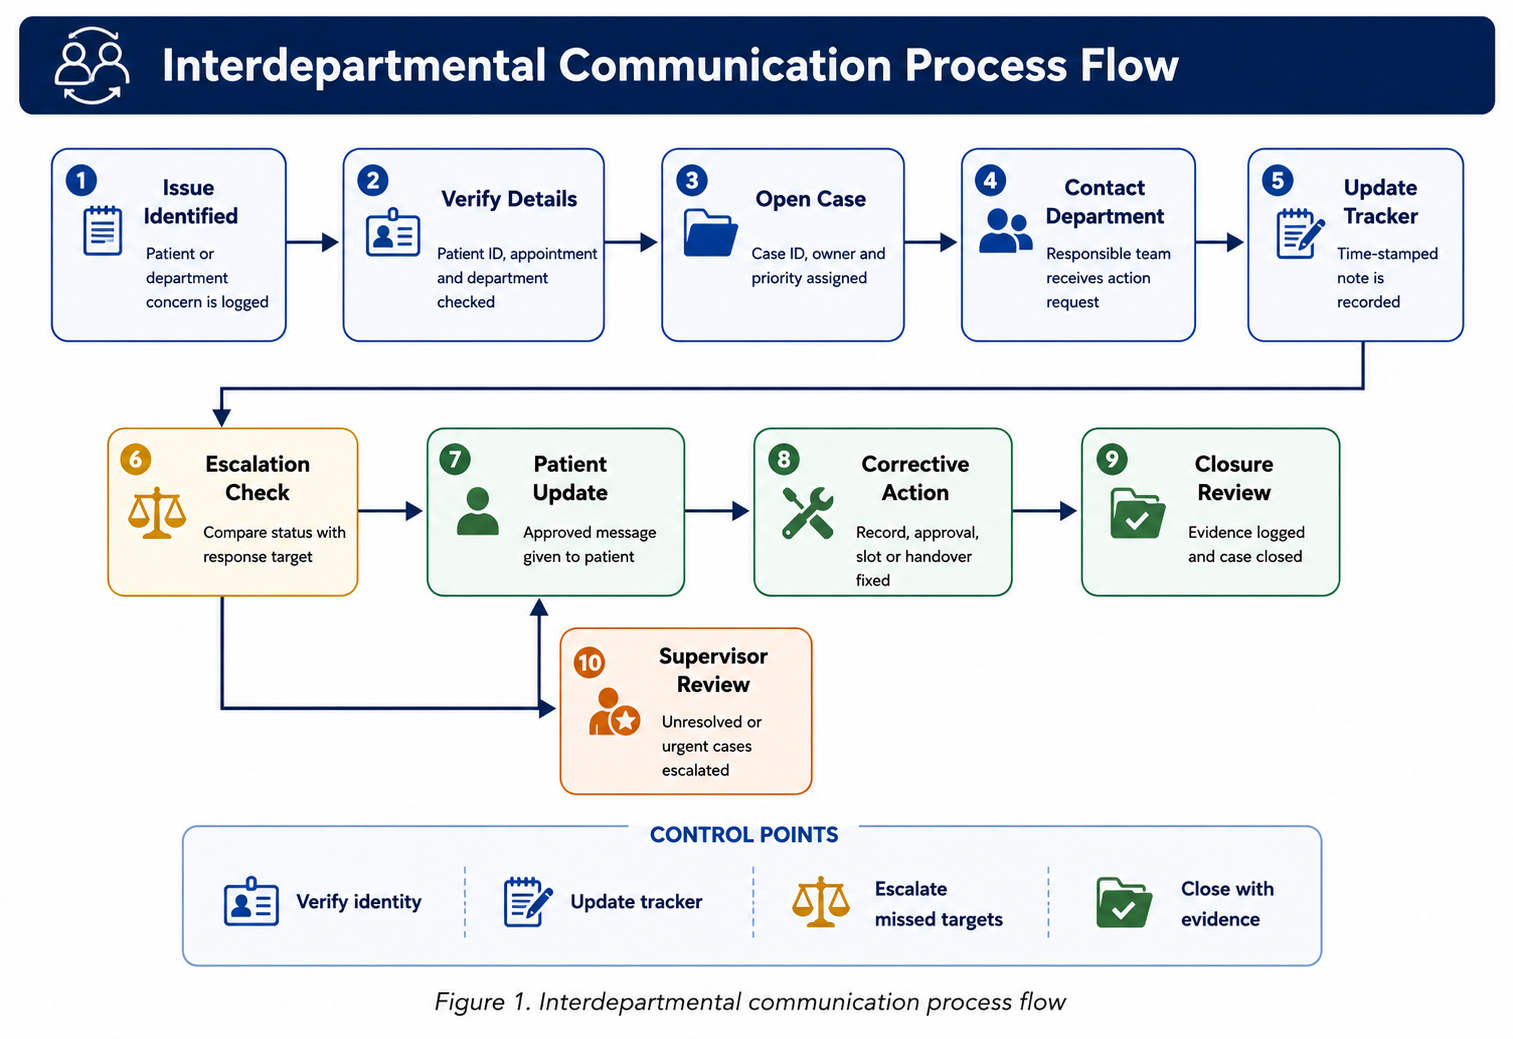 Interdepartmental Communication Process Flow
1
Issue
Identified
Patient or
department
concern is logged
2
Verify Details
Patient ID, appointment
and department
checked
3
Open Case
Case ID, owner and
priority assigned
4
Contact
Department
Responsible team
receives action
request
5
Update
Tracker
Time-stamped
note is
recorded
6
Escalation
Check
Compare status with
response target
7
Patient
Update
Approved message
given to patient
8
Corrective
Action
Record, approval,
slot or handover
fixed
9
Closure
Review
Evidence logged
and case closed
10
Supervisor
Review
Unresolved or
urgent cases
escalated
CONTROL POINTS
Verify identity
Update tracker
Escalate
missed targets
Close with
evidence
Figure 1. Interdepartmental communication process flow